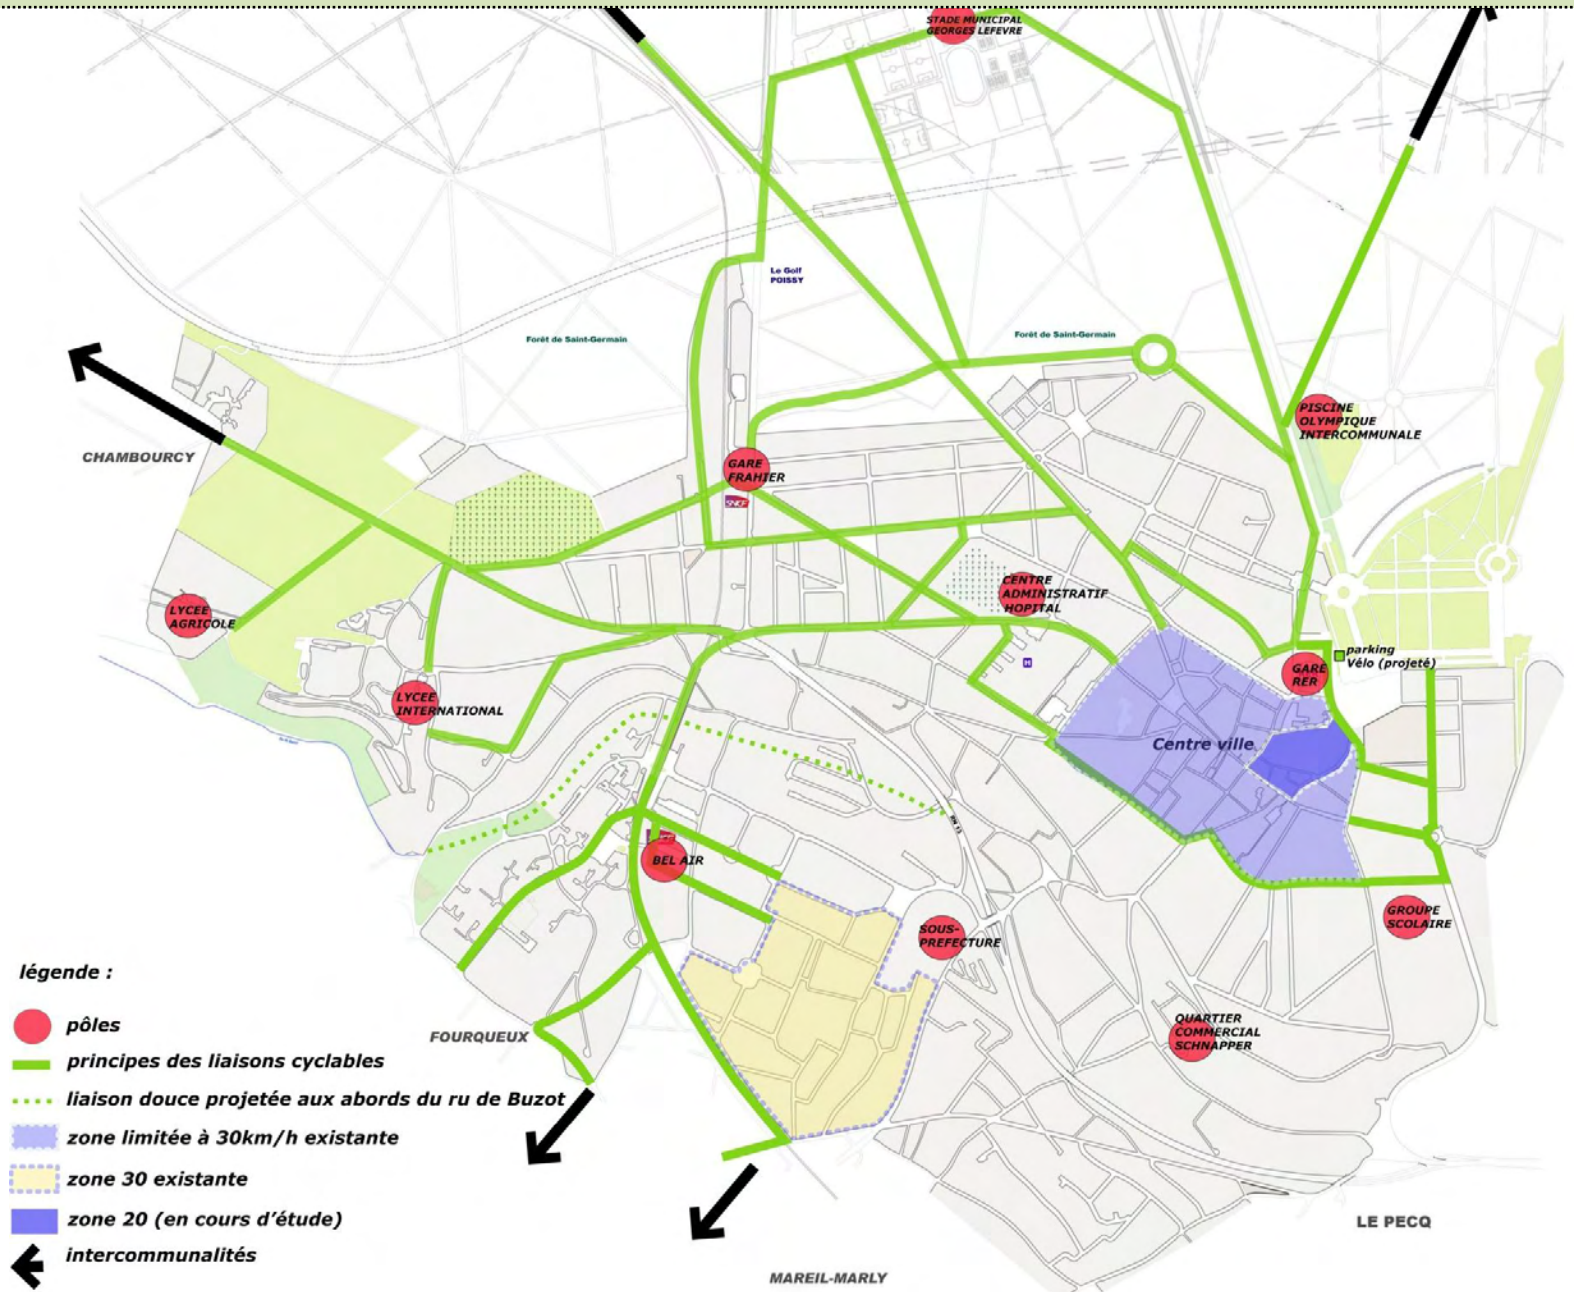 STADE MUNICIPAL
GEORGES LEFEVRE
Le Golf
POISSY
Forêt de Saint-Germain
Forêt de Saint-Germain
PISCINE
OLYMPIQUE
INTERCOMMUNALE
CHAMBOURCY
GARE
FRAHIER
SNCF
CENTRE
ADMINISTRATIF
HOPITAL
LYCEE
AGRICOLE
parking
Vélo (projeté)
H
GARE
RER
LYCEE
INTERNATIONAL
Centre ville
BEL AIR
SOUS-
PREFECTURE
GROUPE
SCOLAIRE
QUARTIER
COMMERCIAL
SCHNAPPER
FOURQUEUX
LE PECQ
MAREIL-MARLY
légende :
pôles
principes des liaisons cyclables
liaison douce projetée aux abords du ru de Buzot
zone limitée à 30km/h existante
zone 30 existante
zone 20 (en cours d'étude)
intercommunalités